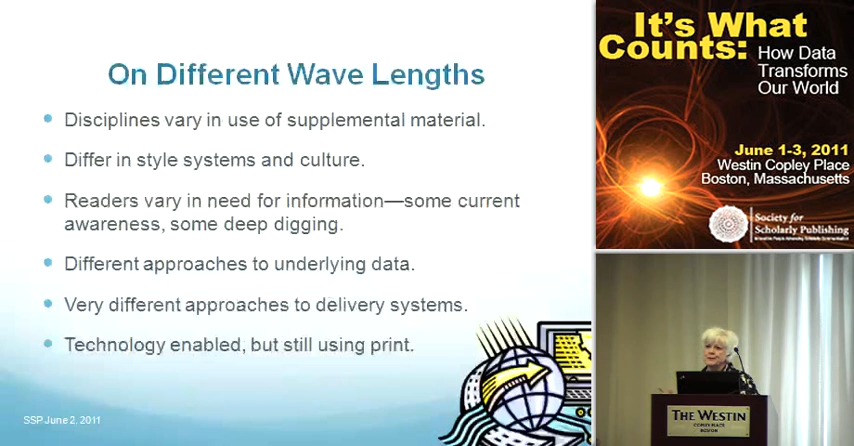 On Different Wave Lengths
Disciplines vary in use of supplemental material.
Differ in style systems and culture.
Readers vary in need for information—some current
awareness, some deep digging.
Different approaches to underlying data.
Very different approaches to delivery systems.
Technology enabled, but still using print.
SSP June 2, 2011
It's What
Counts: How Data
Transforms
Our World
June 1-3, 2011
Westin Copley Place
Boston, Massachusetts
Society for
Scholarly Publishing
THE WESTIN
COPLEY PLACE
BOSTON